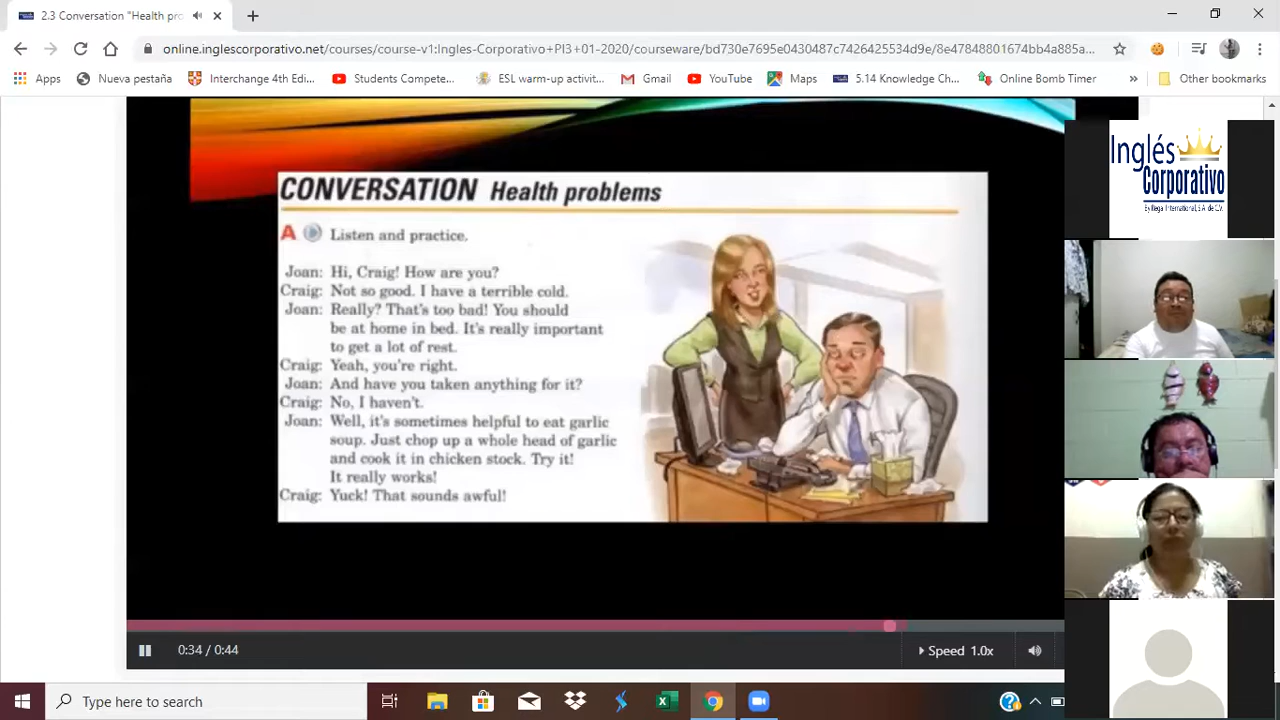 2.3 Conversation "Health pro
online.inglescorporativo.net/courses/course-v1:Ingles-Corporativo+PI3+01-2020/courseware/bd730e7695e0430487c7426425534d9e/8e47848801674bb4a885a...
Apps
Nueva pestaña
Interchange 4th Edi...
Students Compete...
ESL warm-up activit...
Gmail
YouTube
Maps
5.14 Knowledge Ch...
Online Bomb Timer
»
Other bookmarks
CONVERSATION Health problems
A Listen and practice.
Joan: Hi, Craig! How are you?
Craig: Not so good. I have a terrible cold.
Joan: Really? That's too bad! You should
be at home in bed. It's really important
to get a lot of rest.
Craig: Yeah, you're right.
Joan: And have you taken anything for it?
Craig: No, I haven't.
Joan: Well, it's sometimes helpful to eat garlic
soup. Just chop up a whole head of garlic
and cook it in chicken stock. Try it!
It really works!
Craig: Yuck! That sounds awful!
Inglés
Corporativo
0:34 / 0:44
Speed 1.0x
Type here to search